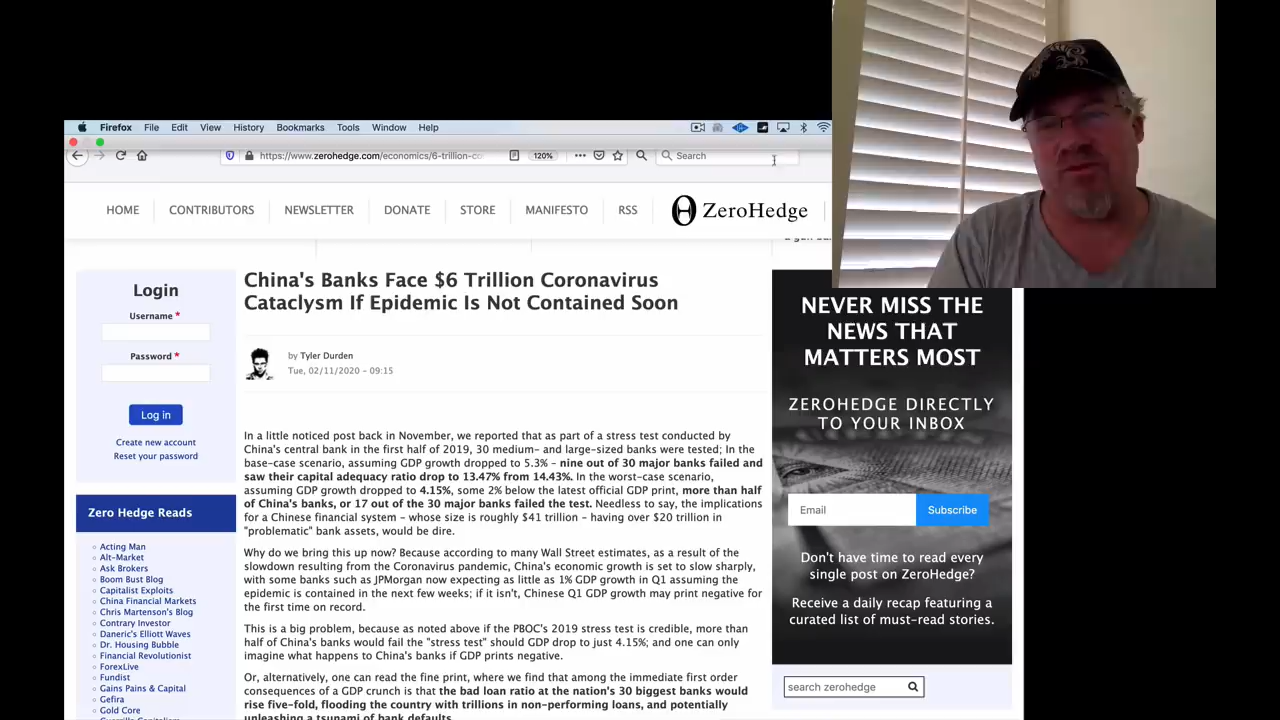 Firefox File Edit View History Bookmarks Tools Window Help
https://www.zerohedge.com/economics/6-trillion-co
120%
Search
HOME
CONTRIBUTORS
NEWSLETTER
DONATE
STORE
MANIFESTO
RSS
ZeroHedge
Login
Username *
Password *
Log in
Create new account
Reset your password
Zero Hedge Reads
Acting Man
Alt-Market
Ask Brokers
Boom Bust Blog
Capitalist Exploits
China Financial Markets
Chris Martenson's Blog
Contrary Investor
Daneric's Elliott Waves
Dr. Housing Bubble
Financial Revolutionist
ForexLive
Fundist
Gains Pains & Capital
Gefira
Gold Core
China's Banks Face $6 Trillion Coronavirus
Cataclysm If Epidemic Is Not Contained Soon
by Tyler Durden
Tue, 02/11/2020 – 09:15
In a little noticed post back in November, we reported that as part of a stress test conducted by
China's central bank in the first half of 2019, 30 medium- and large-sized banks were tested; In the
base-case scenario, assuming GDP growth dropped to 5.3% – nine out of 30 major banks failed and
saw their capital adequacy ratio drop to 13.47% from 14.43%. In the worst-case scenario,
assuming GDP growth dropped to 4.15%, some 2% below the latest official GDP print, more than half
of China's banks, or 17 out of the 30 major banks failed the test. Needless to say, the implications
for a Chinese financial system – whose size is roughly $41 trillion – having over $20 trillion in
"problematic" bank assets, would be dire.
Why do we bring this up now? Because according to many Wall Street estimates, as a result of the
slowdown resulting from the Coronavirus pandemic, China's economic growth is set to slow sharply,
with some banks such as JPMorgan now expecting as little as 1% GDP growth in Q1 assuming the
epidemic is contained in the next few weeks; if it isn't, Chinese Q1 GDP growth may print negative for
the first time on record.
This is a big problem, because as noted above if the PBOC's 2019 stress test is credible, more than
half of China's banks would fail the "stress test" should GDP drop to just 4.15%; and one can only
imagine what happens to China's banks if GDP prints negative.
Or, alternatively, one can read the fine print, where we find that among the immediate first order
consequences of a GDP crunch is that the bad loan ratio at the nation's 30 biggest banks would
rise five-fold, flooding the country with trillions in non-performing loans, and potentially
unleashing a tsunami of bank defaults.
NEVER MISS THE
NEWS THAT
MATTERS MOST
ZEROHEDGE DIRECTLY
TO YOUR INBOX
Email
Subscribe
Don't have time to read every
single post on ZeroHedge?
Receive a daily recap featuring a
curated list of must-read stories.
search zerohedge